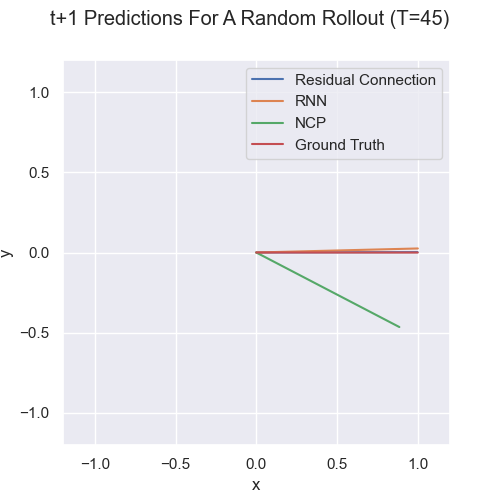 t+1 Predictions For A Random Rollout (T=45)
Residual Connection
RNN
NCP
Ground Truth
1.0
0.5
0.0
−0.5
−1.0
y
−1.0 −0.5 0.0 0.5 1.0
x